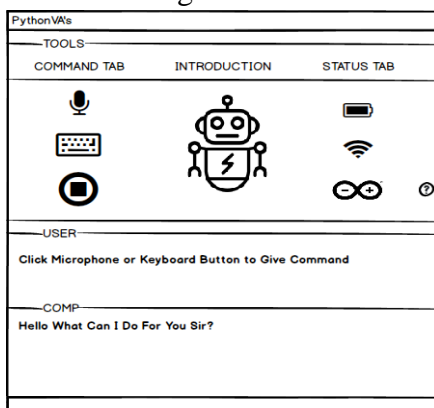 PythonVA's
TOOLS
COMMAND TAB INTRODUCTION STATUS TAB
USER
Click Microphone or Keyboard Button to Give Command
COMP
Hello What Can I Do For You Sir?